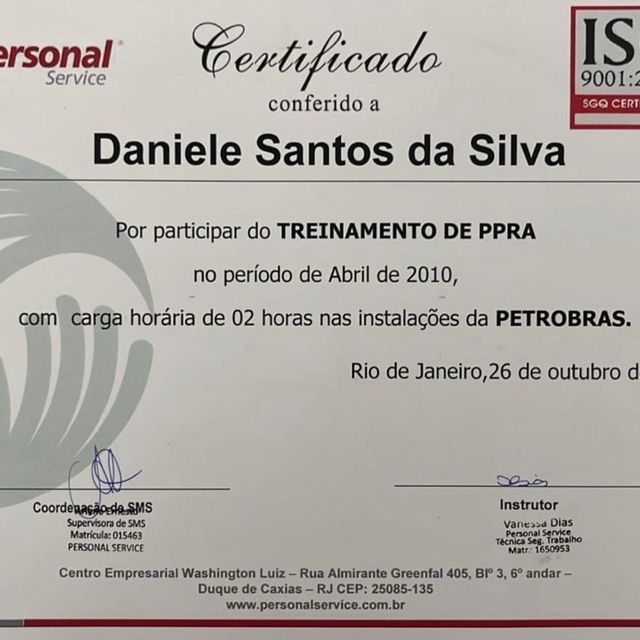 ersonal
Service
Certificado
IS
9001:2
SGQ CERTI
conferido a
Daniele Santos da Silva
Por participar do TREINAMENTO DE PPRA
no período de Abril de 2010,
com carga horária de 02 horas nas instalações da PETROBRAS.
Rio de Janeiro,26 de outubro d
Coordenação de SMS
Supervisora de SMS
Matrícula: 015463
PERSONAL SERVICE
Instrutor
Vanessa Dias
Personal Service
Técnica Seg. Trabalho
Matr.: 1650953
Centro Empresarial Washington Luiz – Rua Almirante Greenfal 405, Blº 3, 6º andar –
Duque de Caxias – RJ CEP: 25085-135
www.personalservice.com.br